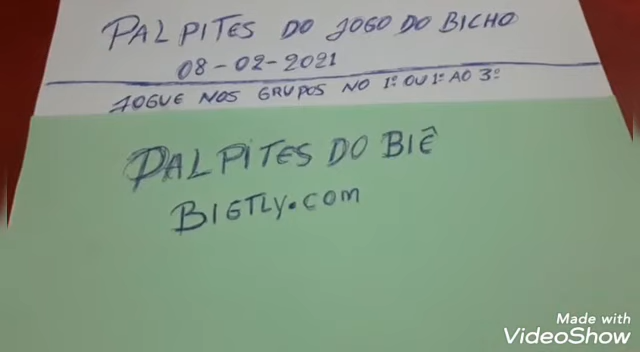 PALPITES DO JOGO DO BICHO
08-02-2021
JOGUE NOS GRUPOS NO 1º OU 1º AO 3º
PALPITES DO BIÊ
BIGTLY.COM
Made with
VideoShow